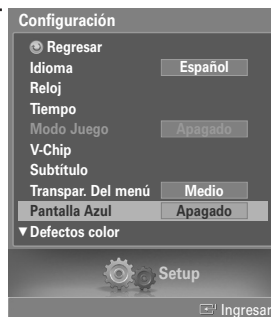 Configuración
Regresar
Idioma Español
Reloj
Tiempo
Modo Juego Apagado
V-Chip
Subtítulo
Transpar. Del menú Medio
Pantalla Azul Apagado
▼ Defectos color
Setup
Ingresar